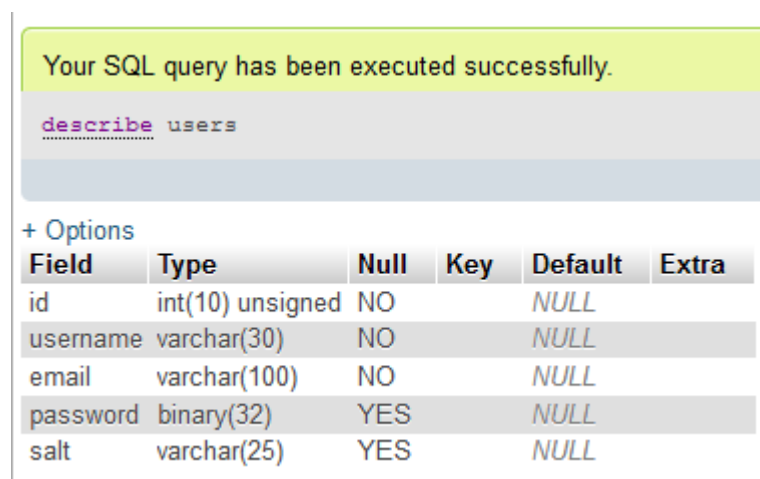 Your SQL query has been executed successfully.
describe users
+ Options
Field Type Null Key Default Extra
id int(10) unsigned NO NULL
username varchar(30) NO NULL
email varchar(100) NO NULL
password binary(32) YES NULL
salt varchar(25) YES NULL